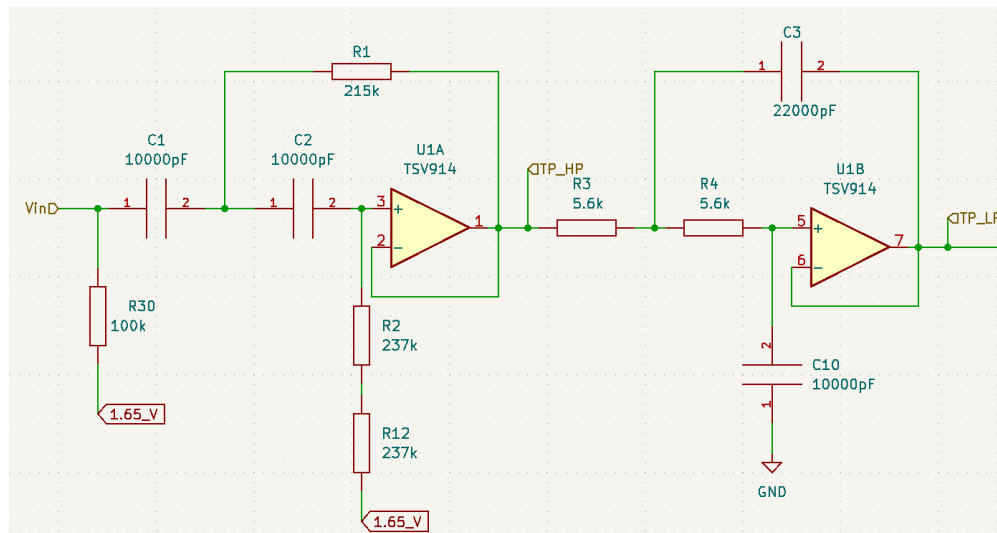 C3
R1
1
2
215k
22000pF
C1
10000pF
C2
10000pF
U1A
TSV914
TP_HP
U1B
TSV914
R3
5.6k
R4
5.6k
Vin
1
2
1
2
3
+
1
2
−
5
+
7
TP_LP
6
−
R30
100k
R2
237k
2
C10
10000pF
1
1.65_V
R12
237k
GND
1.65_V